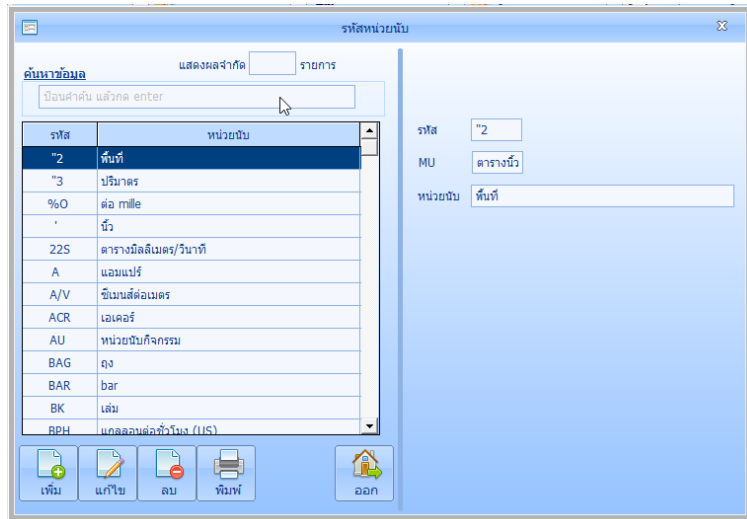 รหัสหน่วยนับ
แสดงผลจำกัด รายการ
ค้นหาข้อมูล
ป้อนคำค้น แล้วกด enter
รหัส หน่วยนับ
"2 พื้นที่
"3 ปริมาตร
%O ต่อ mille
' นิ้ว
22S ตารางมิลลิเมตร/วินาที
A แอมแปร์
A/V ซีเมนส์ต่อเมตร
ACR เอเคอร์
AU หน่วยนับกิจกรรม
BAG ถุง
BAR bar
BK เล่ม
BPH แกลลอนต่อชั่วโมง (US)
เพิ่ม แก้ไข ลบ พิมพ์ ออก
รหัส "2
MU ตารางนิ้ว
หน่วยนับ พื้นที่